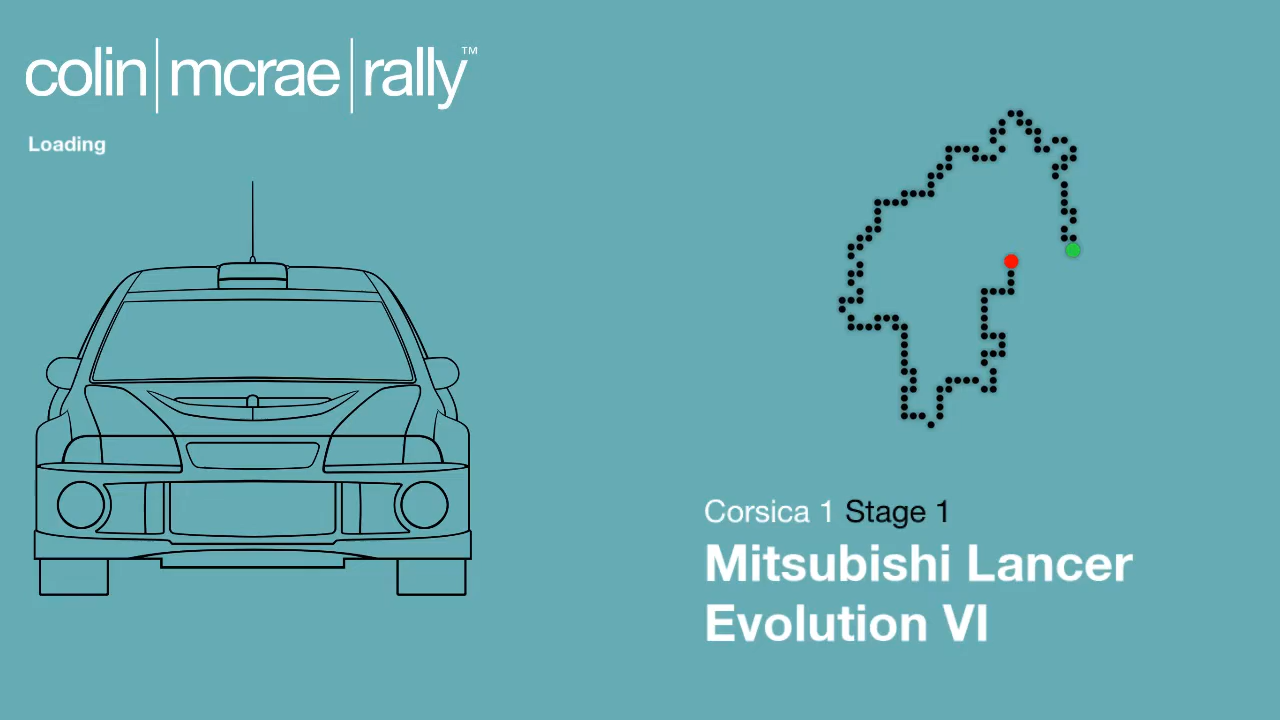 colin|mcrae|rally™
Loading
Corsica 1 Stage 1
Mitsubishi Lancer
Evolution VI